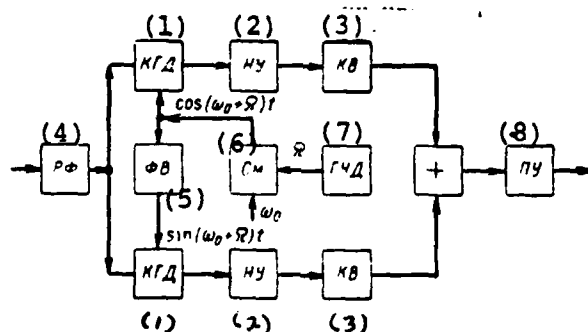 (1) (2) (3)
КГД НУ КВ
cos(ω₀+Ω)t
(4) (6) (7) (8)
РФ ФВ См Ω ГЧД + ПУ
(5) ω₀
sin(ω₀+Ω)t
КГД НУ КВ
(1) (2) (3)